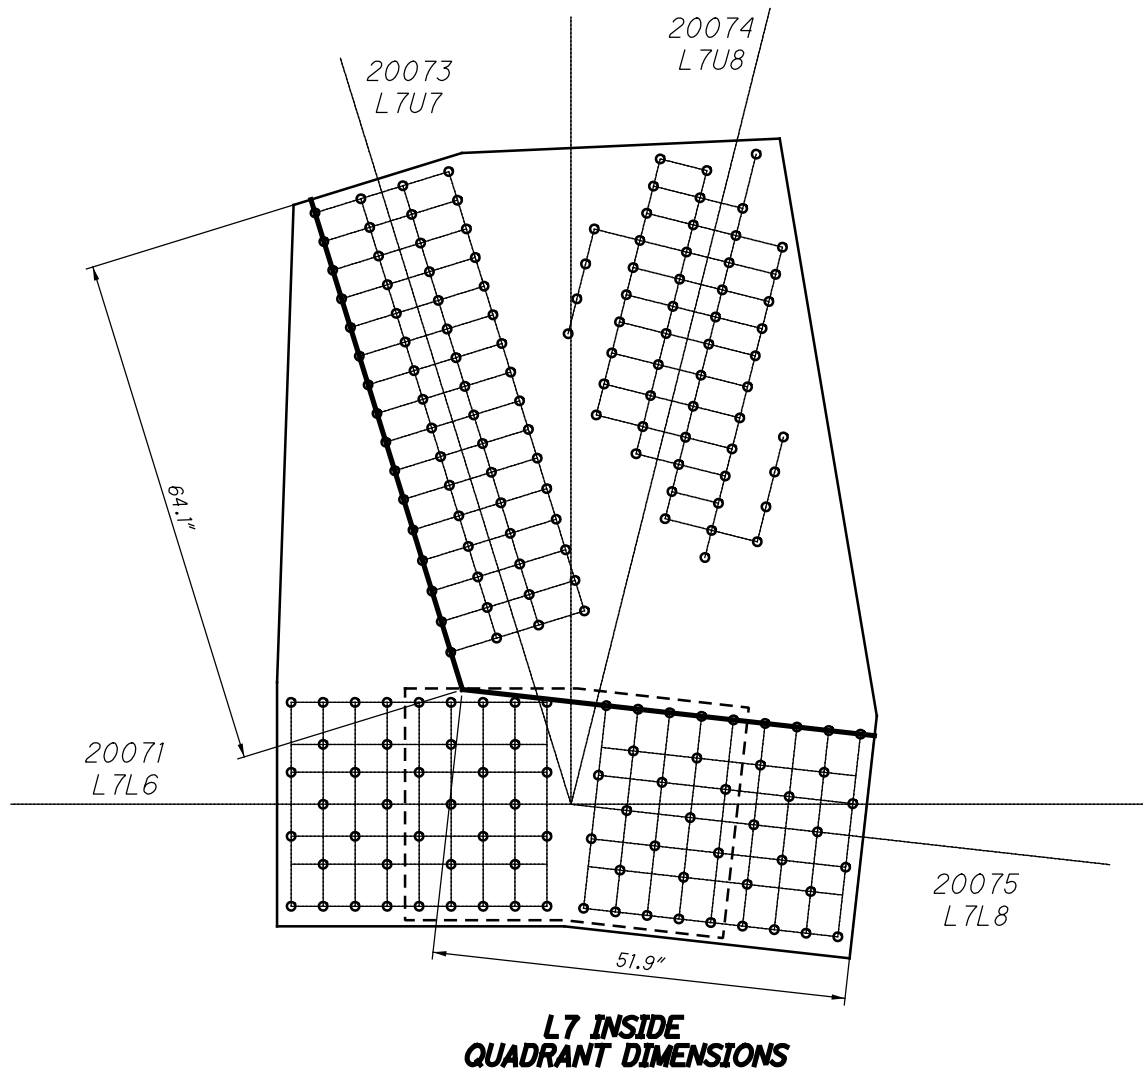 20074
L7U8
20073
L7U7
64.1"
20071
L7L6
20075
L7L8
51.9"
L7 INSIDE
QUADRANT DIMENSIONS